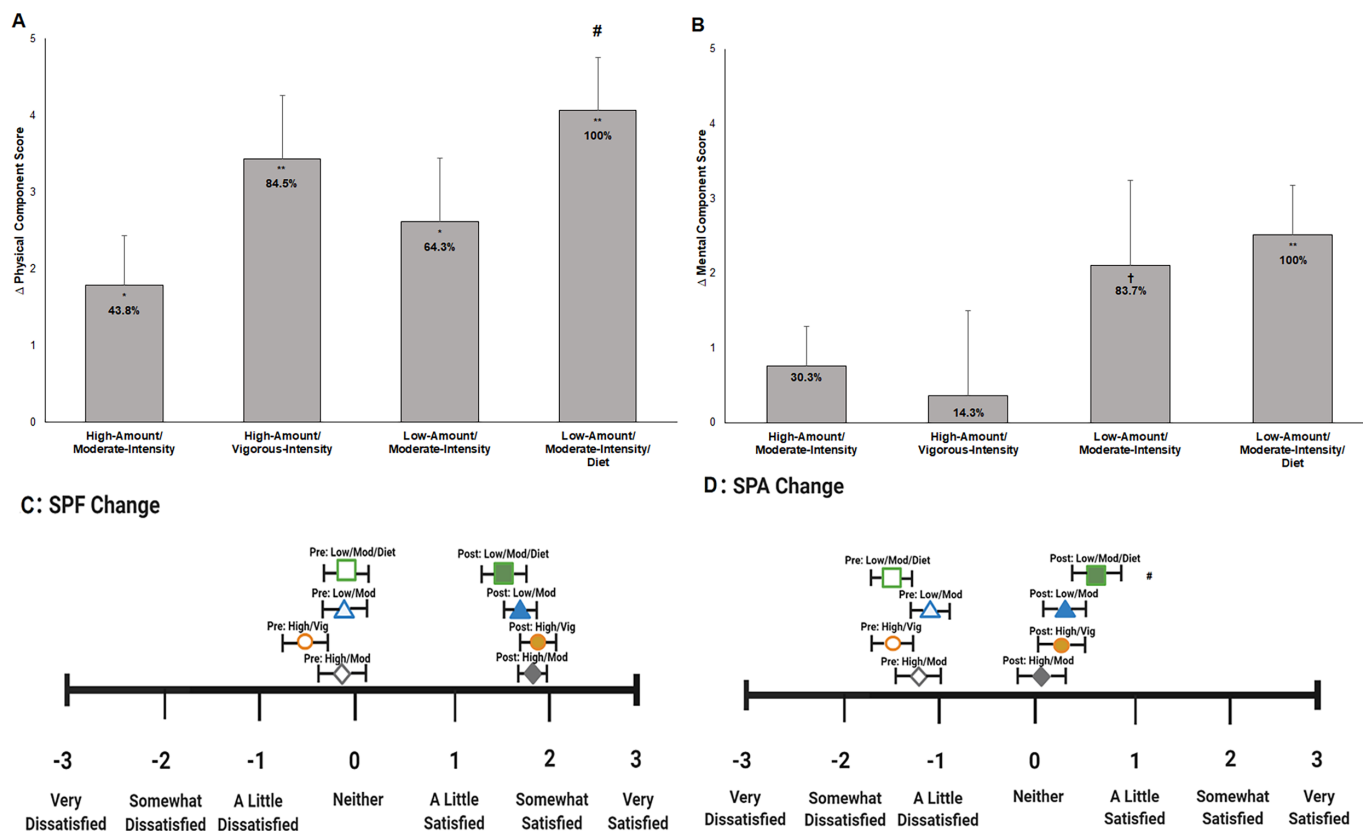 A
#
5
4
3
2
1
0
Δ Physical Component Score
*
43.8%
**
84.5%
*
64.3%
**
100%
High-Amount/
Moderate-Intensity
High-Amount/
Vigorous-Intensity
Low-Amount/
Moderate-Intensity
Low-Amount/
Moderate-Intensity/
Diet
B
5
4
3
2
1
0
Δ Mental Component Score
30.3%
14.3%
†
83.7%
**
100%
High-Amount/
Moderate-Intensity
High-Amount/
Vigorous-Intensity
Low-Amount/
Moderate-Intensity
Low-Amount/
Moderate-Intensity/
Diet
C: SPF Change
Pre: Low/Mod/Diet
Post: Low/Mod/Diet
Pre: Low/Mod
Post: Low/Mod
Pre: High/Vig
Post: High/Vig
Pre: High/Mod
Post: High/Mod
-3 -2 -1 0 1 2 3
Very Somewhat A Little Neither A Little Somewhat Very
Dissatisfied Dissatisfied Dissatisfied Satisfied Satisfied Satisfied
D: SPA Change
Pre: Low/Mod/Diet
Post: Low/Mod/Diet
#
Pre: Low/Mod
Post: Low/Mod
Pre: High/Vig
Post: High/Vig
Pre: High/Mod
Post: High/Mod
-3 -2 -1 0 1 2 3
Very Somewhat A Little Neither A Little Somewhat Very
Dissatisfied Dissatisfied Dissatisfied Satisfied Satisfied Satisfied